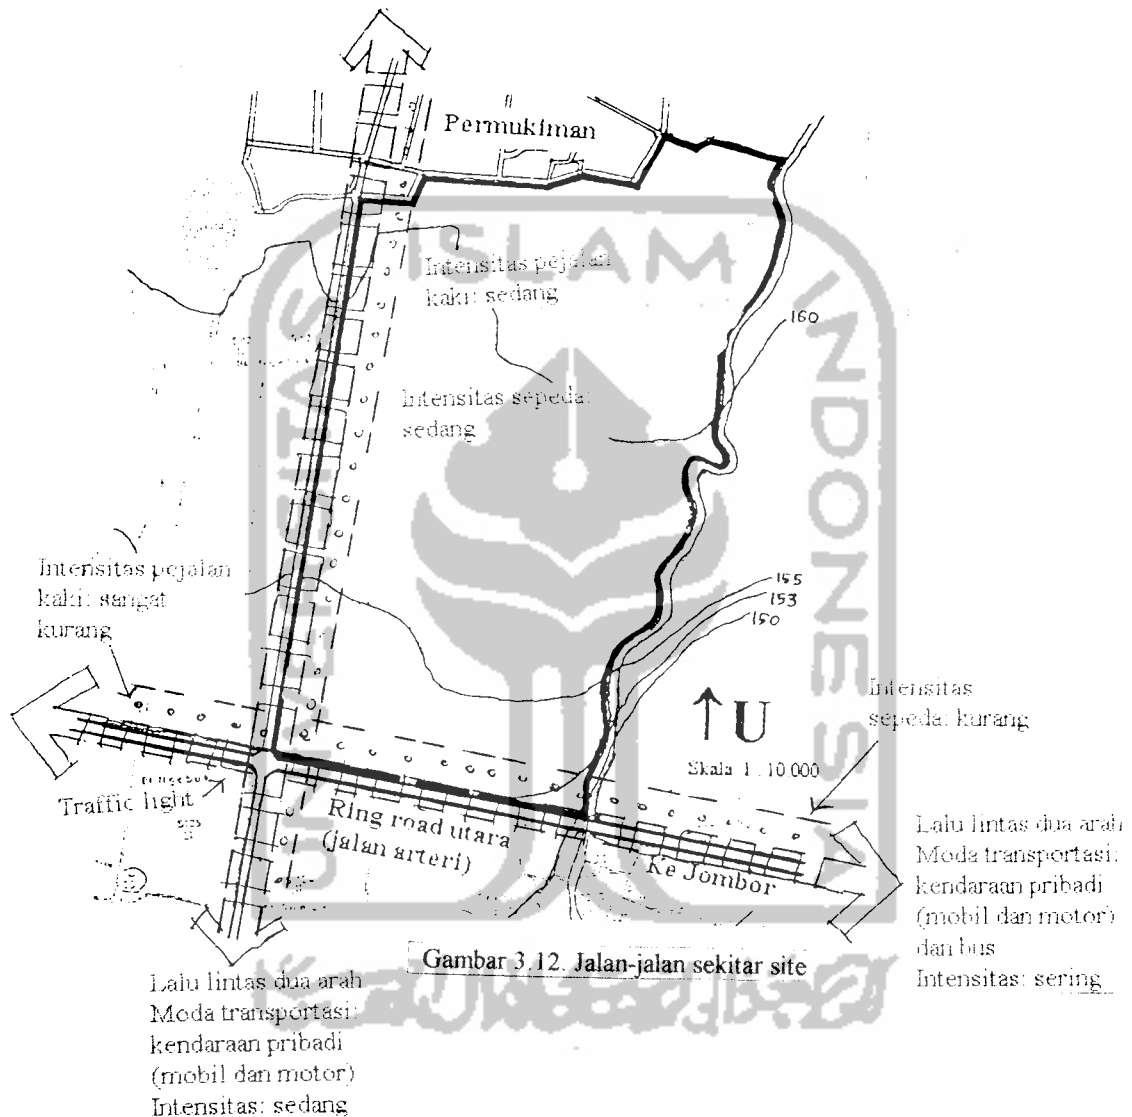 Permukiman
Intensitas pejalan
kaki: sedang
160
Intensitas sepeda:
sedang
Intensitas pejalan
kaki: sangat
kurang
155
153
150
Intensitas
sepeda: kurang
U
Skala 1 : 10.000
Traffic light
Ring road utara
(jalan arteri)
Ke Jombor
Lalu lintas dua arah
Moda transportasi:
kendaraan pribadi
(mobil dan motor)
dan bus
Intensitas: sering
Gambar 3.12. Jalan-jalan sekitar site
Lalu lintas dua arah
Moda transportasi:
kendaraan pribadi
(mobil dan motor)
Intensitas: sedang
UNIVERSITAS
ISLAM
INDONESIA